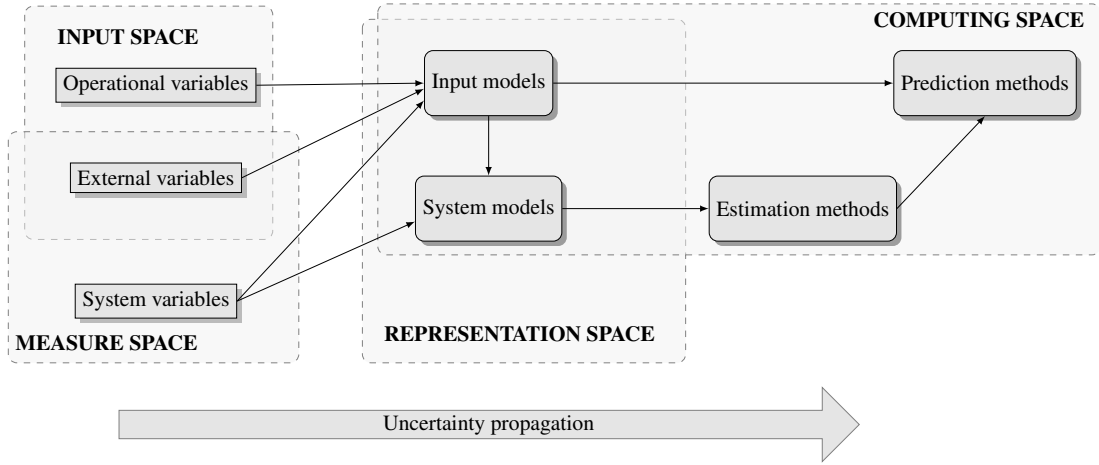 INPUT SPACE
COMPUTING SPACE
Operational variables
Input models
Prediction methods
External variables
System models
Estimation methods
System variables
MEASURE SPACE
REPRESENTATION SPACE
Uncertainty propagation